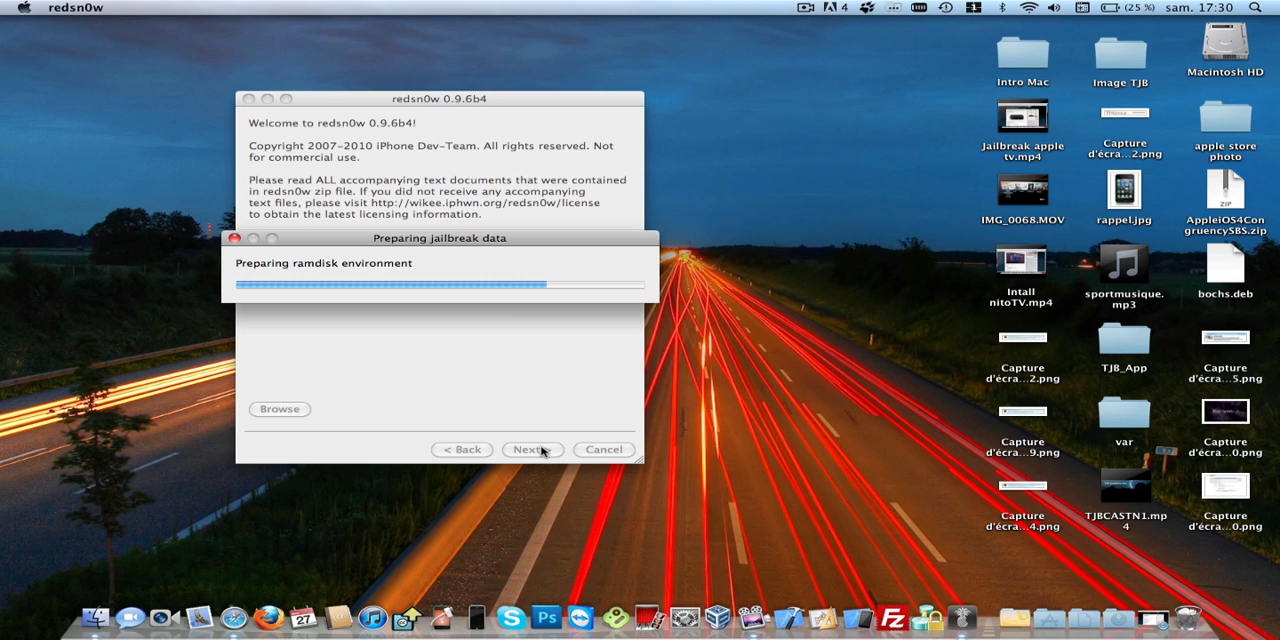 redsn0w
4
(25 %)
sam. 17:30
redsn0w 0.9.6b4
Welcome to redsn0w 0.9.6b4!
Copyright 2007-2010 iPhone Dev-Team. All rights reserved. Not
for commercial use.
Please read ALL accompanying text documents that were contained
in redsn0w zip file. If you did not receive any accompanying
text files, please visit http://wikee.iphwn.org/redsn0w/license
to obtain the latest licensing information.
Preparing jailbreak data
Preparing ramdisk environment
Browse
< Back
Next
Cancel
Intro Mac
Image TJB
Macintosh HD
Jailbreak apple
tv.mp4
Capture
d'écra...2.png
apple store
photo
IMG_0068.MOV
rappel.jpg
ZIP
AppleiOS4Con
gruencySBS.zip
Intall
nitoTV.mp4
sportmusique.
mp3
bochs.deb
Capture
d'écra...2.png
TJB_App
Capture
d'écra...5.png
Capture
d'écra...9.png
var
Capture
d'écra...0.png
Capture
d'écra...4.png
TJBCASTN1.mp
4
Capture
d'écra...0.png
27
S
Ps
Fz